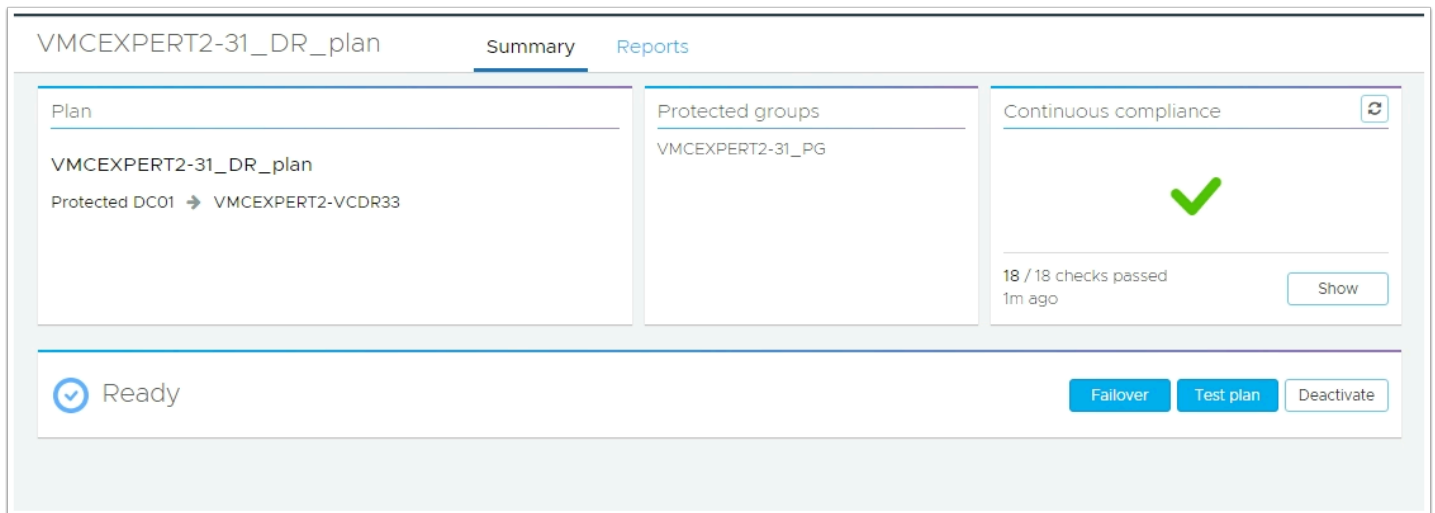 VMCEXPERT2-31_DR_plan
Summary
Reports
Plan
VMCEXPERT2-31_DR_plan
Protected DC01 → VMCEXPERT2-VCDR33
Protected groups
VMCEXPERT2-31_PG
Continuous compliance
18 / 18 checks passed
1m ago
Show
Ready
Failover
Test plan
Deactivate